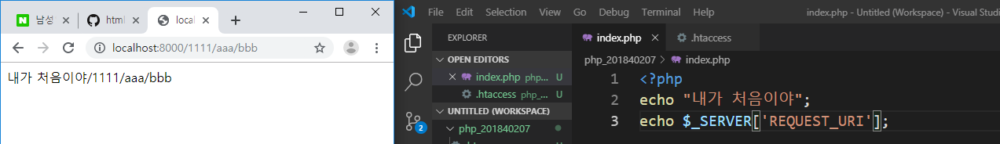 남성
html
local
localhost:8000/1111/aaa/bbb
내가 처음이야/1111/aaa/bbb
File Edit Selection View Go Debug Terminal Help
index.php - Untitled (Workspace) - Visual Studio
EXPLORER
OPEN EDITORS
index.php php... U
.htaccess php_... U
UNTITLED (WORKSPACE)
php_201840207
2
index.php
.htaccess
php_201840207 > index.php
1 <?php
2 echo "내가 처음이야";
3 echo $_SERVER['REQUEST_URI'];